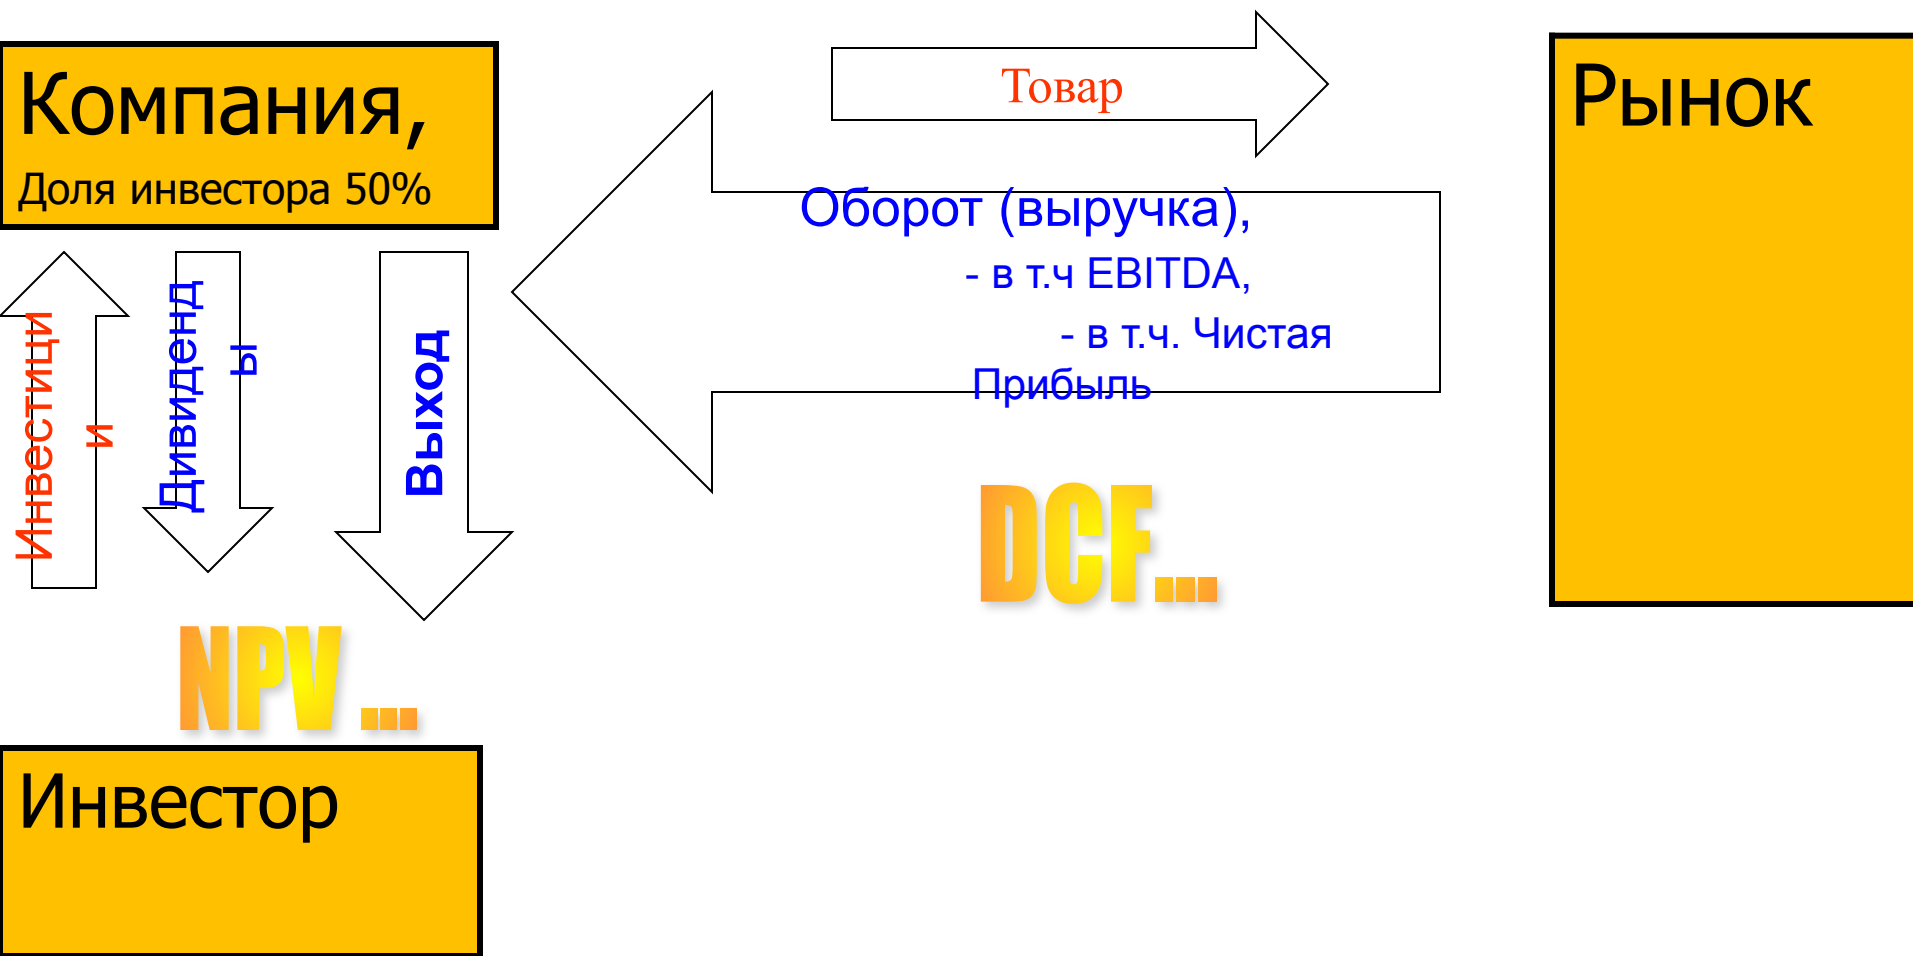 Компания,
Доля инвестора 50%
Товар
Рынок
Оборот (выручка),
- в т.ч EBITDA,
- в т.ч. Чистая
Прибыль
Инвестици
и
Дивиденд
ы
Выход
DCF...
NPV ...
Инвестор